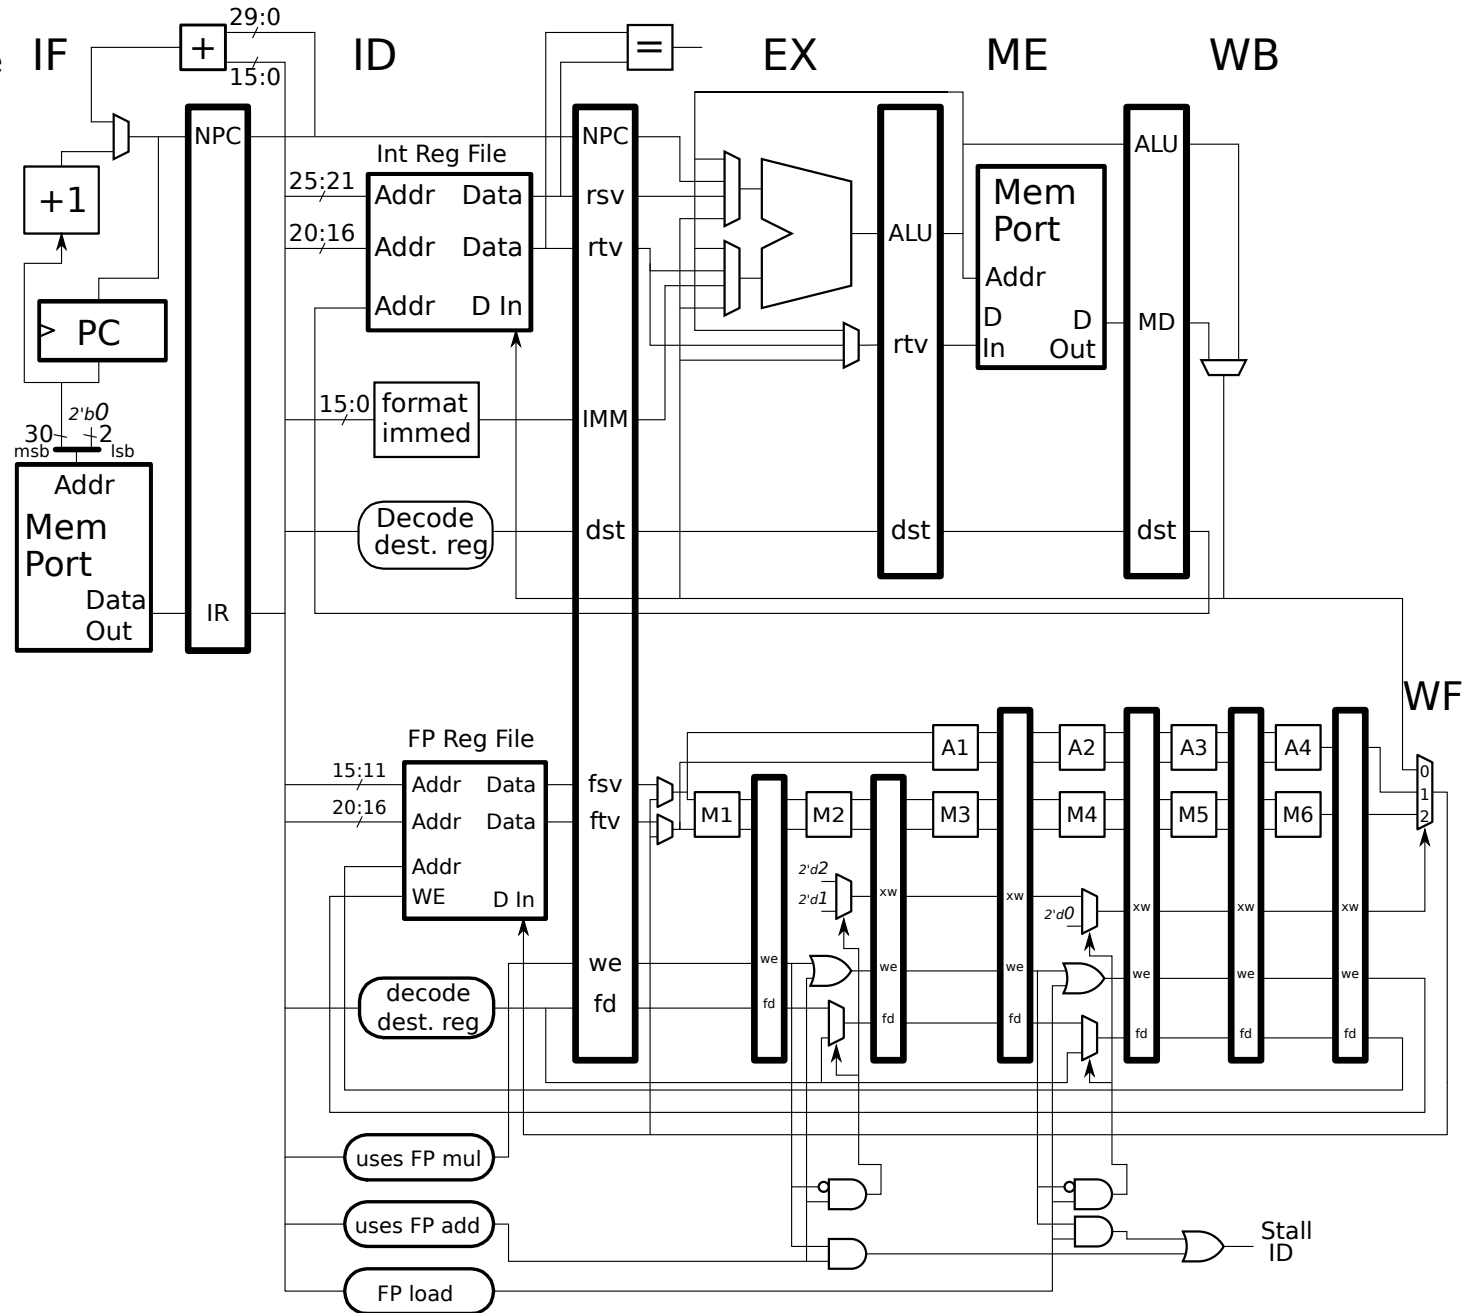 IF
ID
EX
ME
WB
29:0
+
15:0
=
NPC
+1
PC
2'b0
30
2
msb
lsb
Addr
Mem
Port
Data
Out
IR
Int Reg File
25:21
Addr
Data
20:16
Addr
Data
Addr
D In
15:0
format
immed
Decode
dest. reg
NPC
rsv
rtv
IMM
dst
ALU
rtv
dst
Mem
Port
Addr
D
In
D
Out
ALU
MD
dst
WF
FP Reg File
15:11
Addr
Data
20:16
Addr
Data
Addr
WE
D In
decode
dest. reg
fsv
ftv
we
fd
A1
A2
A3
A4
M1
M2
M3
M4
M5
M6
0
1
2
2'd2
2'd1
2'd0
xw
xw
xw
xw
xw
we
we
we
we
we
we
fd
fd
fd
fd
fd
fd
uses FP mul
uses FP add
FP load
Stall
ID